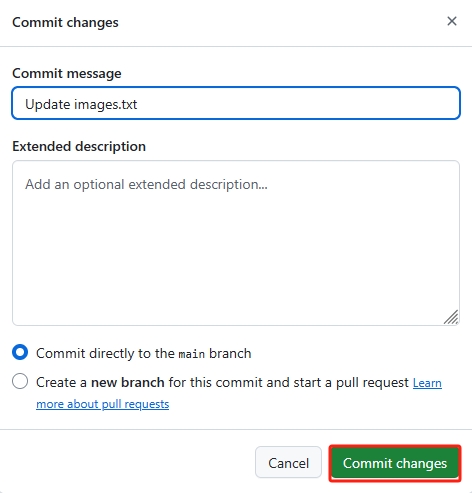 Commit changes
Commit message
Update images.txt
Extended description
Add an optional extended description...
Commit directly to the main branch
Create a new branch for this commit and start a pull request Learn
more about pull requests
Cancel
Commit changes